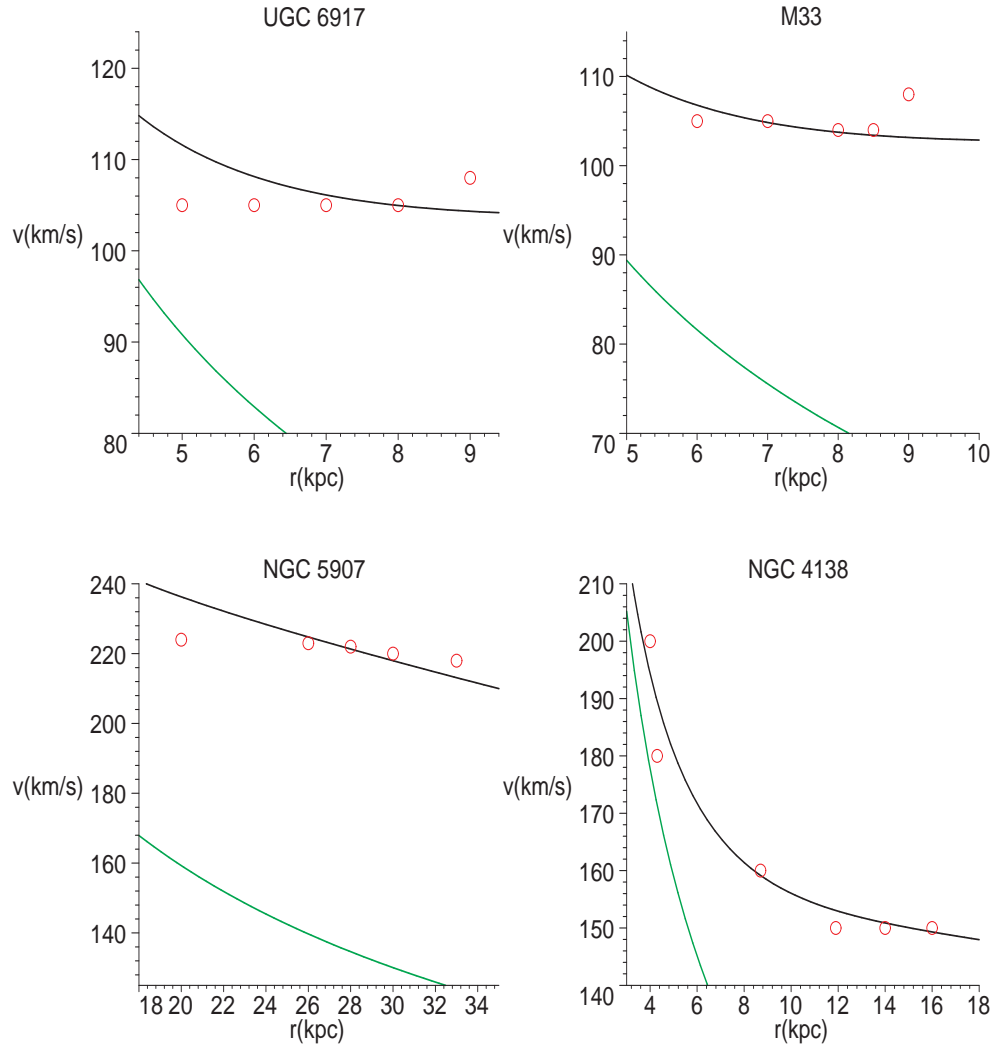 UGC 6917
120
110
v(km/s)
100
90
80
5 6 7 8 9
r(kpc)
M33
110
100
v(km/s)
90
80
70
5 6 7 8 9 10
r(kpc)
NGC 5907
240
220
200
v(km/s)
180
160
140
18 20 22 24 26 28 30 32 34
r(kpc)
NGC 4138
210
200
190
180
v(km/s)
170
160
150
140
4 6 8 10 12 14 16 18
r(kpc)